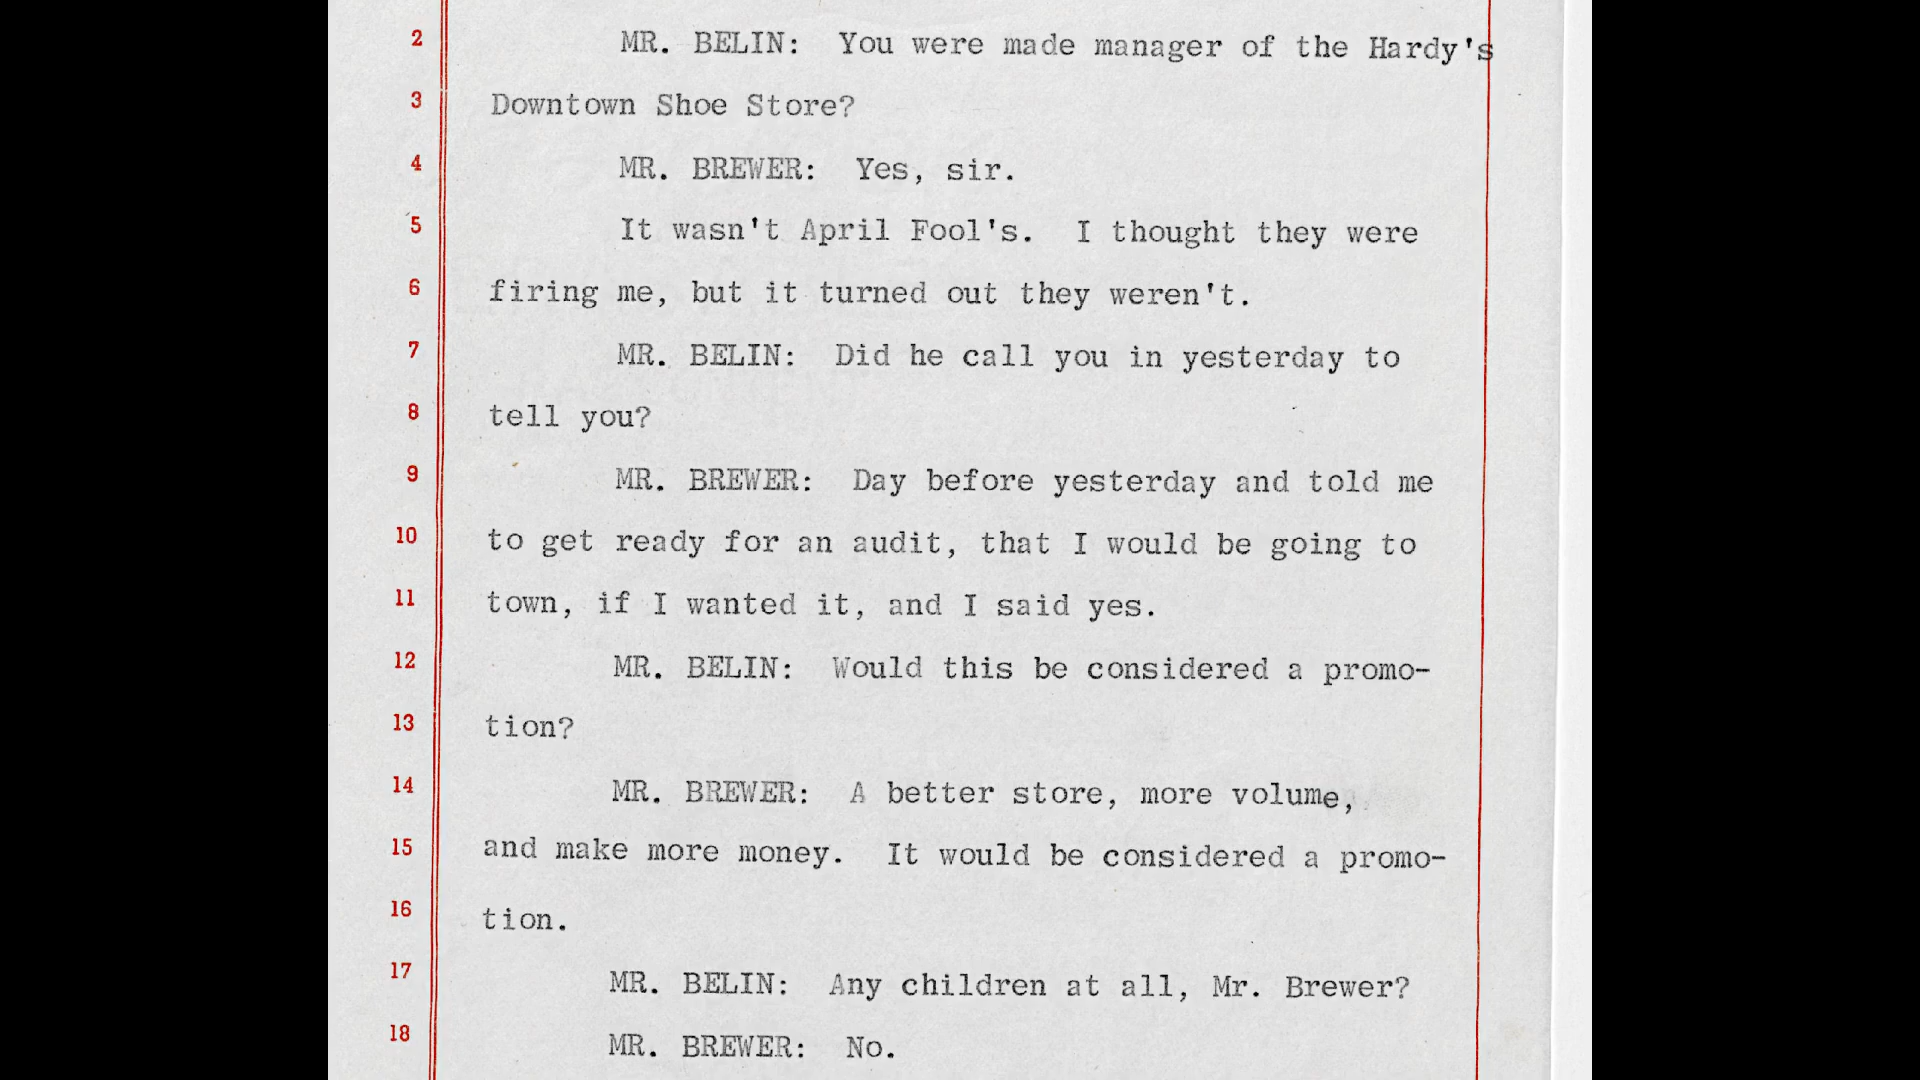 2 MR. BELIN: You were made manager of the Hardy's
3 Downtown Shoe Store?
4 MR. BREWER: Yes, sir.
5 It wasn't April Fool's. I thought they were
6 firing me, but it turned out they weren't.
7 MR. BELIN: Did he call you in yesterday to
8 tell you?
9 MR. BREWER: Day before yesterday and told me
10 to get ready for an audit, that I would be going to
11 town, if I wanted it, and I said yes.
12 MR. BELIN: Would this be considered a promo-
13 tion?
14 MR. BREWER: A better store, more volume,
15 and make more money. It would be considered a promo-
16 tion.
17 MR. BELIN: Any children at all, Mr. Brewer?
18 MR. BREWER: No.